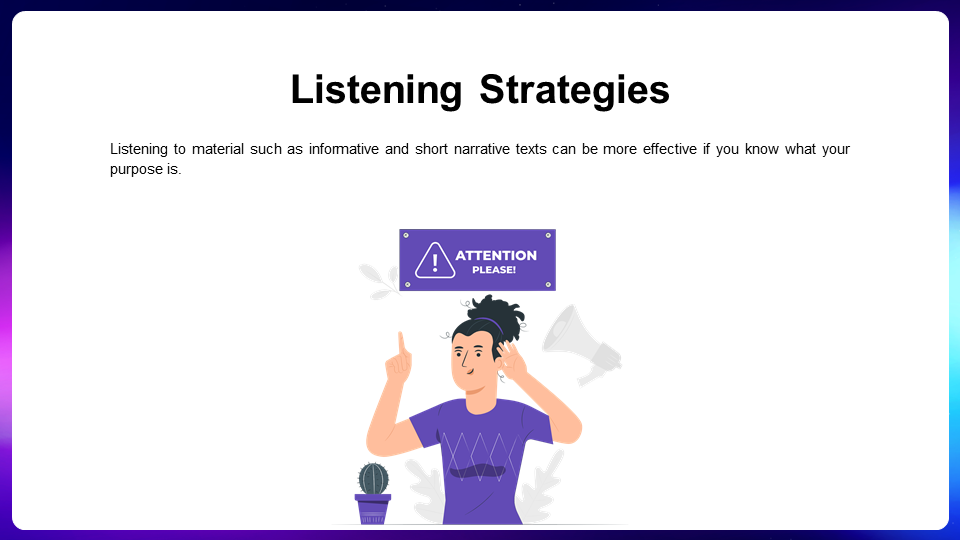 Listening Strategies
Listening to material such as informative and short narrative texts can be more effective if you know what your
purpose is.
ATTENTION
PLEASE!